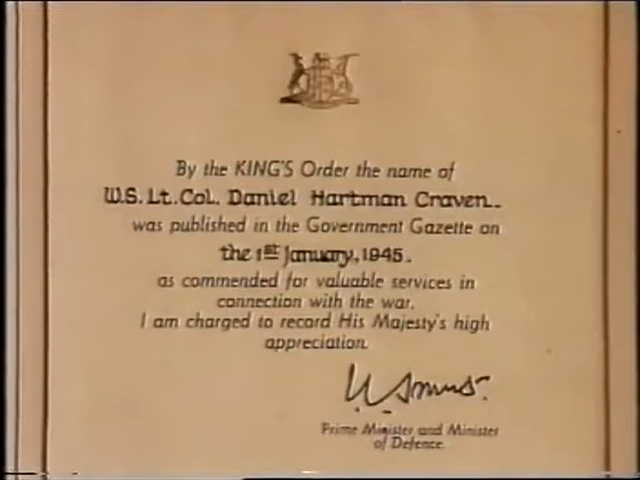 By the KING'S Order the name of
W.S. Lt. Col. Daniel Hartman Craven.
was published in the Government Gazette on
the 1st January, 1945.
as commended for valuable services in
connection with the war.
I am charged to record His Majesty's high
appreciation.
Prime Minister and Minister
of Defence.